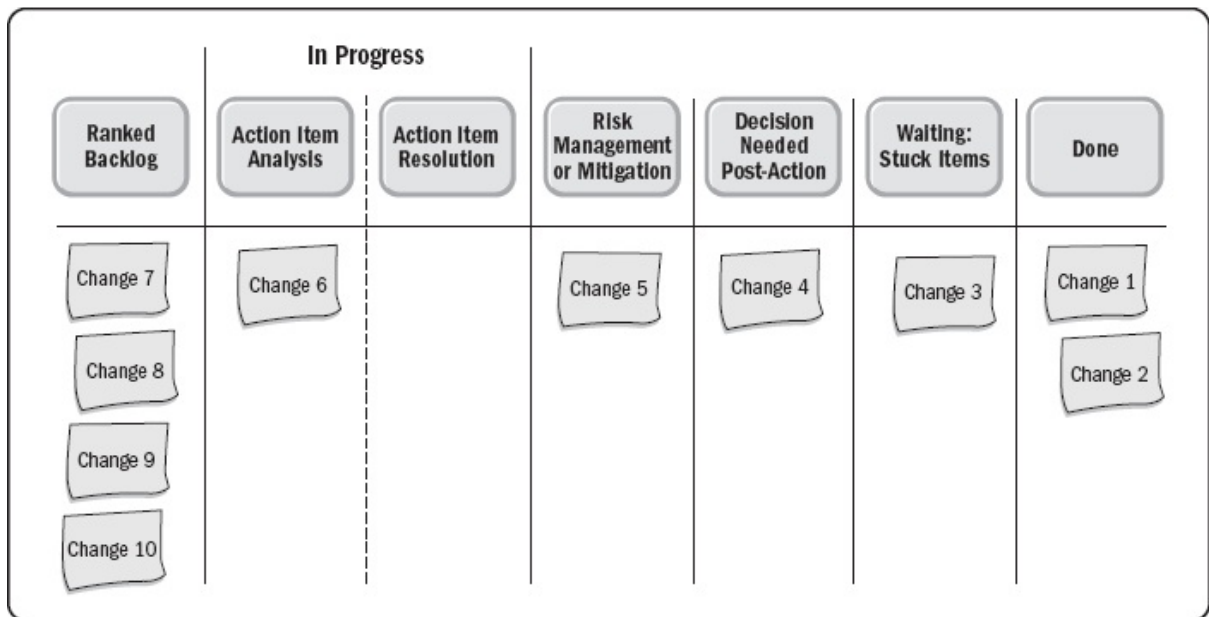 In Progress
Ranked
Backlog
Action Item
Analysis
Action Item
Resolution
Risk
Management
or Mitigation
Decision
Needed
Post-Action
Waiting:
Stuck Items
Done
Change 7
Change 8
Change 9
Change 10
Change 6
Change 5
Change 4
Change 3
Change 1
Change 2